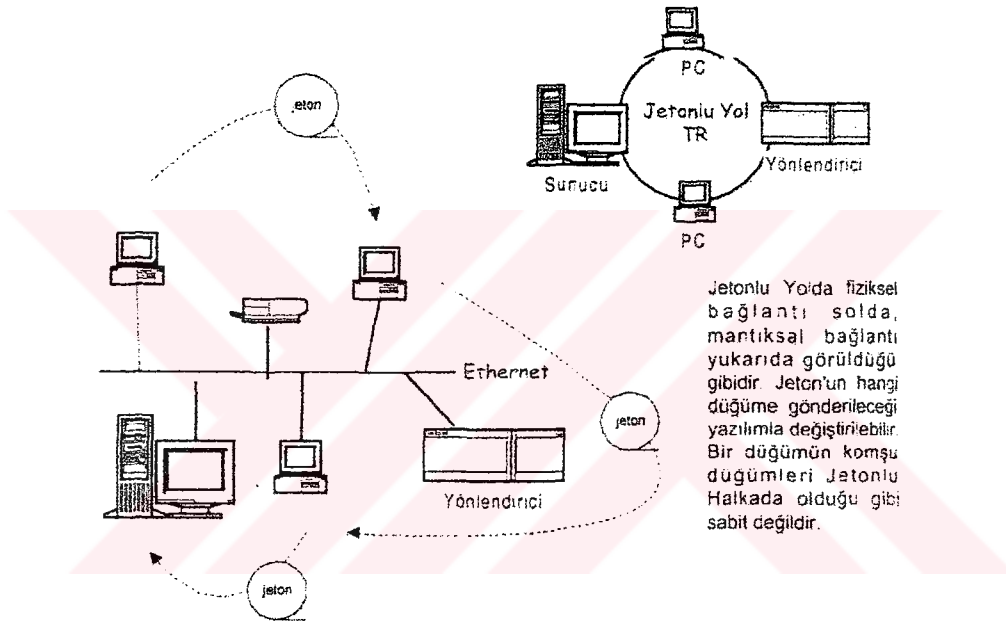 jeton
PC
Jetonlu Yol
TR
Sunucu
Yönlendirici
PC
Ethernet
jeton
Yönlendirici
jeton
Jetonlu Yolda fiziksel
bağlantı solda,
mantıksal bağlantı
yukarıda görüldüğü
gibidir. Jeton'un hangi
düğüme gönderileceği
yazılımla değiştirilebilir.
Bir düğümün komşu
düğümleri Jetonlu
Halkada olduğu gibi
sabit değildir.